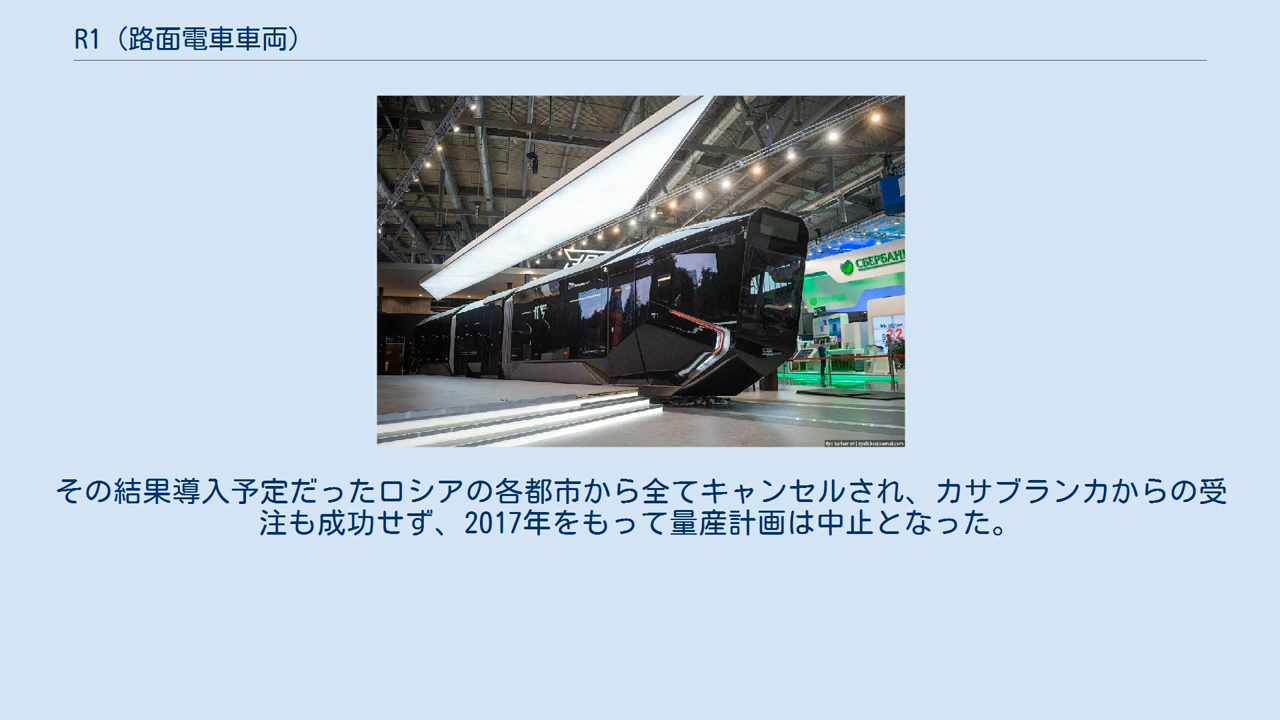 R1（路面電車車両）
СБЕРБАН
その結果導入予定だったロシアの各都市から全てキャンセルされ、カサブランカからの受
注も成功せず、2017年をもって量産計画は中止となった。